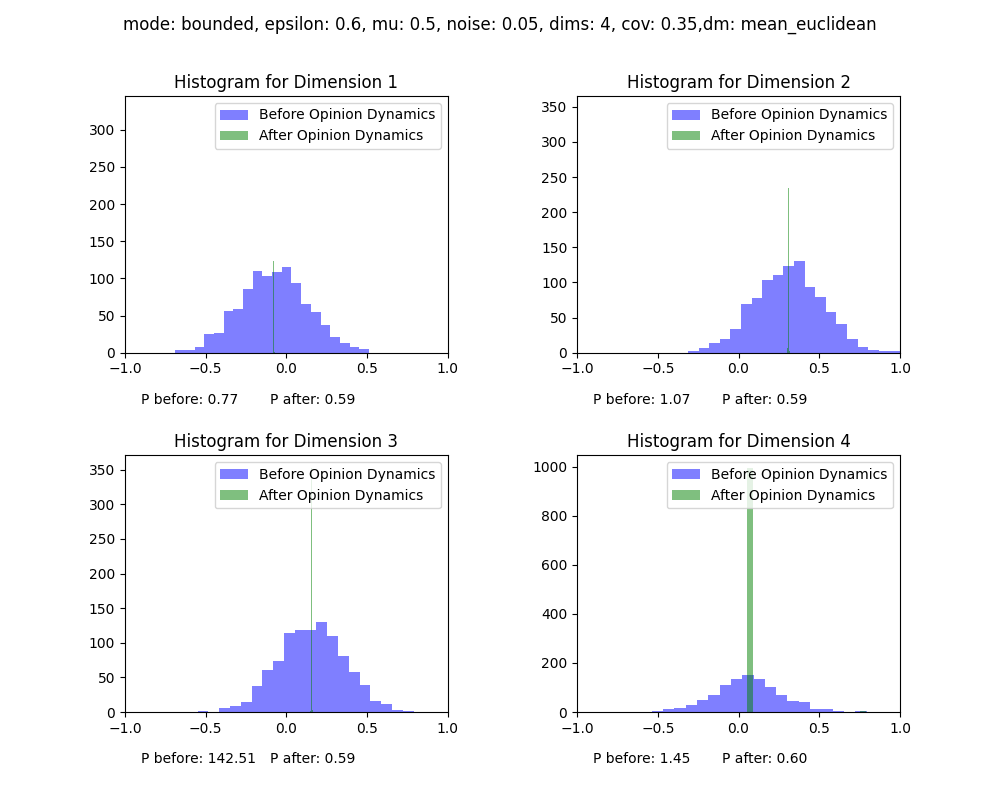 mode: bounded, epsilon: 0.6, mu: 0.5, noise: 0.05, dims: 4, cov: 0.35,dm: mean_euclidean
Histogram for Dimension 1
Before Opinion Dynamics
After Opinion Dynamics
300
250
200
150
100
50
0
−1.0 −0.5 0.0 0.5 1.0
P before: 0.77 P after: 0.59
Histogram for Dimension 2
Before Opinion Dynamics
After Opinion Dynamics
350
300
250
200
150
100
50
0
−1.0 −0.5 0.0 0.5 1.0
P before: 1.07 P after: 0.59
Histogram for Dimension 3
Before Opinion Dynamics
After Opinion Dynamics
350
300
250
200
150
100
50
0
−1.0 −0.5 0.0 0.5 1.0
P before: 142.51 P after: 0.59
Histogram for Dimension 4
Before Opinion Dynamics
After Opinion Dynamics
1000
800
600
400
200
0
−1.0 −0.5 0.0 0.5 1.0
P before: 1.45 P after: 0.60